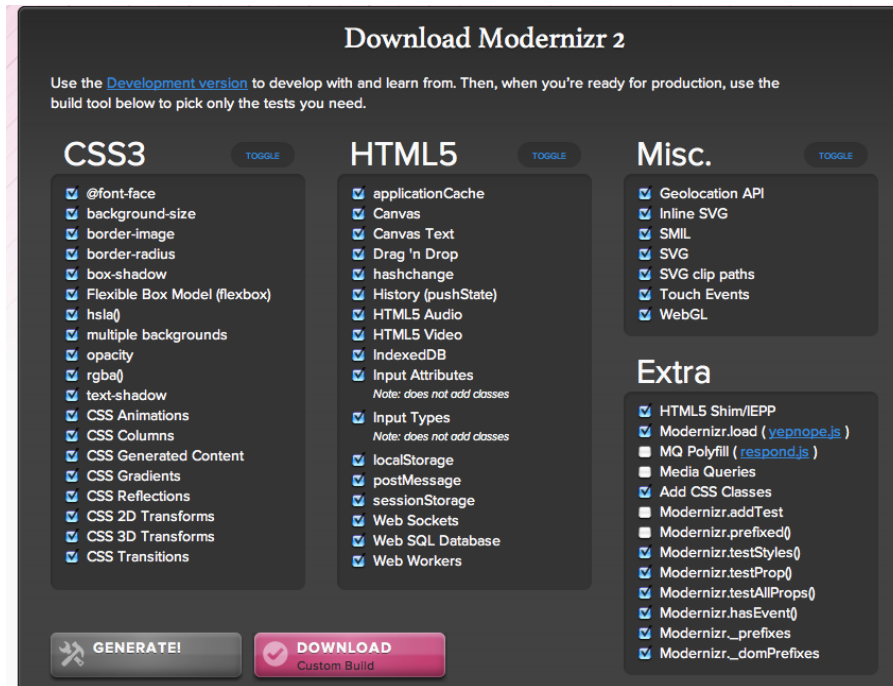 Download Modernizr 2
Use the Development version to develop with and learn from. Then, when you're ready for production, use the
build tool below to pick only the tests you need.
CSS3
TOGGLE
@font-face
background-size
border-image
border-radius
box-shadow
Flexible Box Model (flexbox)
hsla()
multiple backgrounds
opacity
rgba()
text-shadow
CSS Animations
CSS Columns
CSS Generated Content
CSS Gradients
CSS Reflections
CSS 2D Transforms
CSS 3D Transforms
CSS Transitions
HTML5
TOGGLE
applicationCache
Canvas
Canvas Text
Drag 'n Drop
hashchange
History (pushState)
HTML5 Audio
HTML5 Video
IndexedDB
Input Attributes
Note: does not add classes
Input Types
Note: does not add classes
localStorage
postMessage
sessionStorage
Web Sockets
Web SQL Database
Web Workers
Misc.
TOGGLE
Geolocation API
Inline SVG
SMIL
SVG
SVG clip paths
Touch Events
WebGL
Extra
HTML5 Shim/IEPP
Modernizr.load ( yepnope.js )
MQ Polyfill ( respond.js )
Media Queries
Add CSS Classes
Modernizr.addTest
Modernizr.prefixed()
Modernizr.testStyles()
Modernizr.testProp()
Modernizr.testAllProps()
Modernizr.hasEvent()
Modernizr._prefixes
Modernizr._domPrefixes
GENERATE!
DOWNLOAD
Custom Build